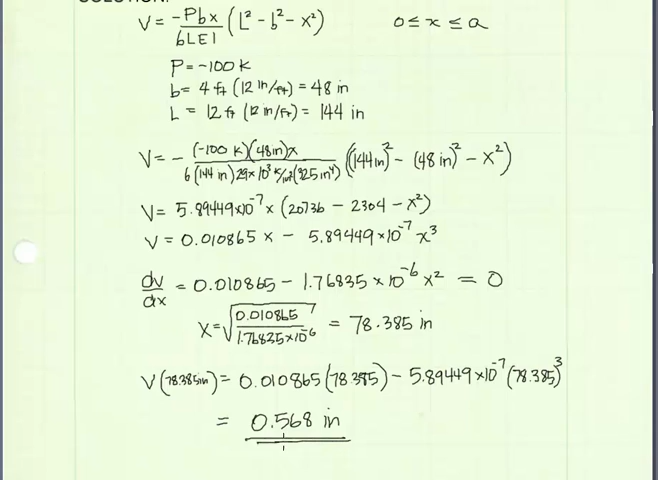 SOLUTION:
V = -Pbx/6LEI (L² - b² - x²) 0 ≤ x ≤ a
P = -100 k
b = 4 ft (12 in/ft) = 48 in
L = 12 ft (12 in/ft) = 144 in
V = - (-100 k)(48 in)x / 6(144 in) 29×10³ k/in² (325 in⁴) ((144 in)² - (48 in)² - x²)
V = 5.89449×10⁻⁷ x (20736 - 2304 - x²)
V = 0.010865 x - 5.89449×10⁻⁷ x³
dv/dx = 0.010865 - 1.76835×10⁻⁶ x² = 0
x = √(0.010865 / 1.76835×10⁻⁶) = 78.385 in
V(78.385in) = 0.010865 (78.385) - 5.89449×10⁻⁷ (78.385)³
= 0.568 in